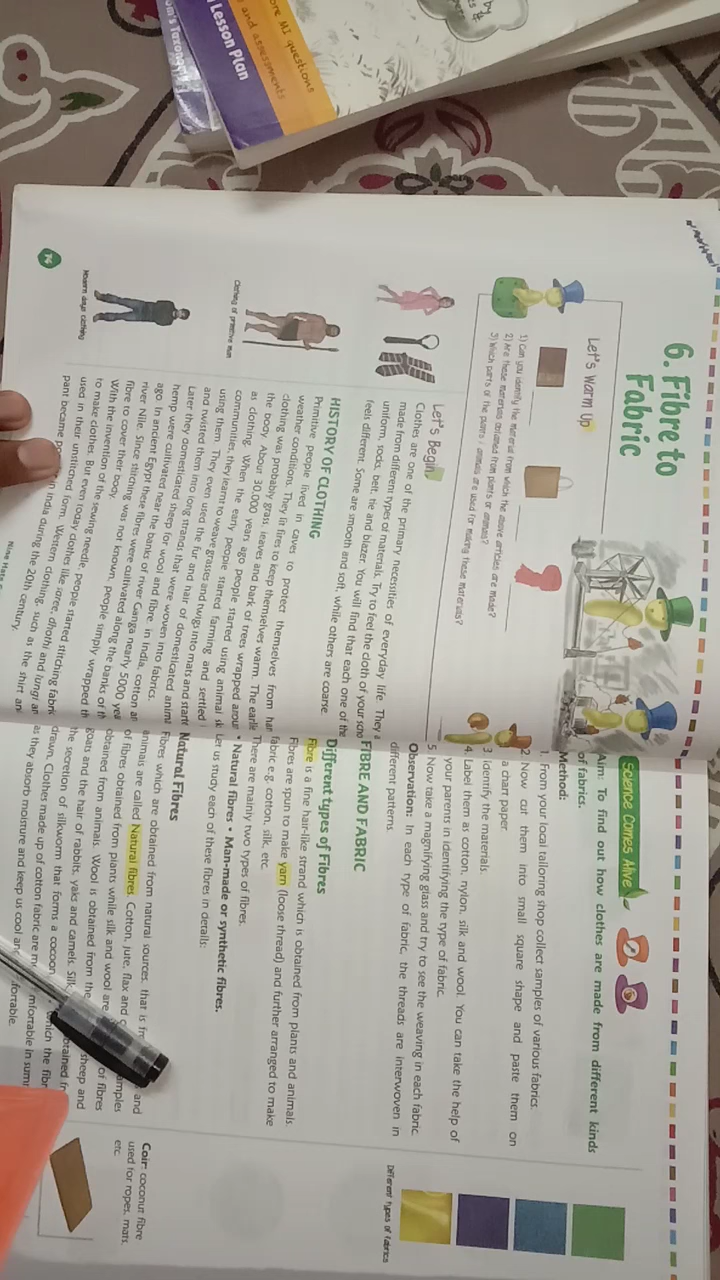 6. Fibre to
Fabric
Let's Warm Up
1) Can you identify the material from which the above articles are made?
2) Are these materials obtained from plants or animals?
3) Which parts of the plants / animals are used for making these materials?
Let's Begin
Clothes are one of the primary necessities of everyday life. They
made from different types of materials. Try to feel the cloth of your
uniform, socks, belt, tie and blazer. You will find that each one of
feels different. Some are smooth and soft, while others are coarse.
HISTORY OF CLOTHING
Primitive people lived in caves to protect themselves from
weather conditions. They lit fires to keep themselves warm. The
clothing was probably grass, leaves and bark of trees wrapped
the body. About 30,000 years ago people started using animal
as clothing. When the early people started farming and settled
communities, they learnt to weave grasses and twigs into mats and
using them. They even used the fur and hair of domesticated
and twisted them into long strands that were woven into fabrics.
Later they domesticated sheep for wool and fibre. In India, cotton
hemp were cultivated near the banks of river Ganga nearly 5000
ago. In ancient Egypt these fibres were cultivated along the banks of
river Nile. Since stitching was not known, people simply wrapped
fibre to cover their body.
With the invention of the sewing needle, people started stitching
to make clothes. But even today clothes like saree, dhothi and lungi
used in their unstitched form. Western clothing, such as the shirt
pant became in India during the 20th century.
Clothing of primitive man
Modern days clothing
74
Science Comes Alive
Aim: To find out how clothes are made from different kinds
of fabrics.
Method:
1. From your local tailoring shop collect samples of various fabrics.
2. Now cut them into small square shape and paste them on
a chart paper
3. Identify the materials.
4. Label them as cotton, nylon, silk and wool. You can take the help of
your parents in identifying the type of fabric.
5. Now take a magnifying glass and try to see the weaving in each fabric.
Observation: In each type of fabric, the threads are interwoven in
different patterns.
Different types of fabrics
FIBRE AND FABRIC
Different types of Fibres
Fibre is a fine hair-like strand which is obtained from plants and animals.
Fibres are spun to make yarn (loose thread) and further arranged to make
fabric e.g. cotton, silk, etc.
There are mainly two types of fibres.
• Natural fibres • Man-made or synthetic fibres.
Let us study each of these fibres in details:
Natural Fibres
Fibres which are obtained from natural sources, that is and
animals are called Natural fibres. Cotton, jute, flax and
of fibres obtained from plants while silk and wool are of fibres
obtained from animals. Wool is obtained from the sheep and
goats and the hair of rabbits, yaks and camels. Silk
the secretion of silkworm that forms a cocoon which the
drawn. Clothes made up of cotton fabric are
as they absorb moisture and keep us cool
Coir: coconut fibre
used for ropes, mats,
etc.
Lesson Plan
MI questions
and assessments